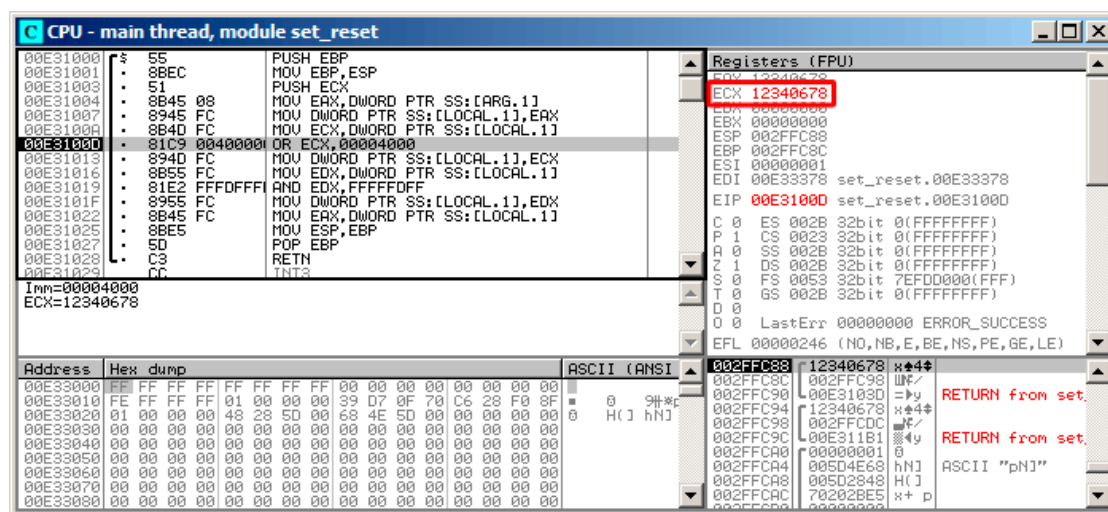 C CPU - main thread, module set_reset
00E31000 $ 55 PUSH EBP
00E31001 . 8BEC MOV EBP,ESP
00E31003 . 51 PUSH ECX
00E31004 . 8B45 08 MOV EAX,DWORD PTR SS:[ARG.1]
00E31007 . 8945 FC MOV DWORD PTR SS:[LOCAL.1],EAX
00E3100A . 8B4D FC MOV ECX,DWORD PTR SS:[LOCAL.1]
00E3100D . 81C9 00400000 OR ECX,00004000
00E31013 . 894D FC MOV DWORD PTR SS:[LOCAL.1],ECX
00E31016 . 8B55 FC MOV EDX,DWORD PTR SS:[LOCAL.1]
00E31019 . 81E2 FFFDFFFF AND EDX,FFFFFDFF
00E3101F . 8955 FC MOV DWORD PTR SS:[LOCAL.1],EDX
00E31022 . 8B45 FC MOV EAX,DWORD PTR SS:[LOCAL.1]
00E31025 . 8BE5 MOV ESP,EBP
00E31027 . 5D POP EBP
00E31028 . C3 RETN
00E31029 CC INT3
Imm=00004000
ECX=12340678
Registers (FPU)
EAX 12340678
ECX 12340678
EDX 00000000
EBX 00000000
ESP 002FFC88
EBP 002FFC8C
ESI 00000001
EDI 00E33378 set_reset.00E33378
EIP 00E3100D set_reset.00E3100D
C 0 ES 002B 32bit 0(FFFFFFFF)
P 1 CS 0023 32bit 0(FFFFFFFF)
A 0 SS 002B 32bit 0(FFFFFFFF)
Z 1 DS 002B 32bit 0(FFFFFFFF)
S 0 FS 0053 32bit 7EFDD000(FFF)
T 0 GS 002B 32bit 0(FFFFFFFF)
D 0
O 0 LastErr 00000000 ERROR_SUCCESS
EFL 00000246 (NO,NB,E,BE,NS,PE,GE,LE)
Address Hex dump ASCII (ANSI
00E33000 FF FF FF FF FF FF FF FF 00 00 00 00 00 00 00 00
00E33010 FE FF FF FF 01 00 00 00 39 D7 0F 70 C6 28 F0 8F
00E33020 01 00 00 00 48 28 5D 00 68 4E 5D 00 00 00 00 00 H(] hN]
00E33030 00 00 00 00 00 00 00 00 00 00 00 00 00 00 00 00
00E33040 00 00 00 00 00 00 00 00 00 00 00 00 00 00 00 00
00E33050 00 00 00 00 00 00 00 00 00 00 00 00 00 00 00 00
00E33060 00 00 00 00 00 00 00 00 00 00 00 00 00 00 00 00
00E33070 00 00 00 00 00 00 00 00 00 00 00 00 00 00 00 00
00E33080 00 00 00 00 00 00 00 00 00 00 00 00 00 00 00 00
002FFC88 12340678 x♠4↕
002FFC8C 002FFC98
002FFC90 00E3103D RETURN from set
002FFC94 12340678 x♠4↕
002FFC98 002FFCDC
002FFC9C 00E311B1 RETURN from set
002FFCA0 00000001
002FFCA4 005D4E68 hN] ASCII "pN]"
002FFCA8 005D2848 H(]
002FFCAC 70202BE5 x+ p